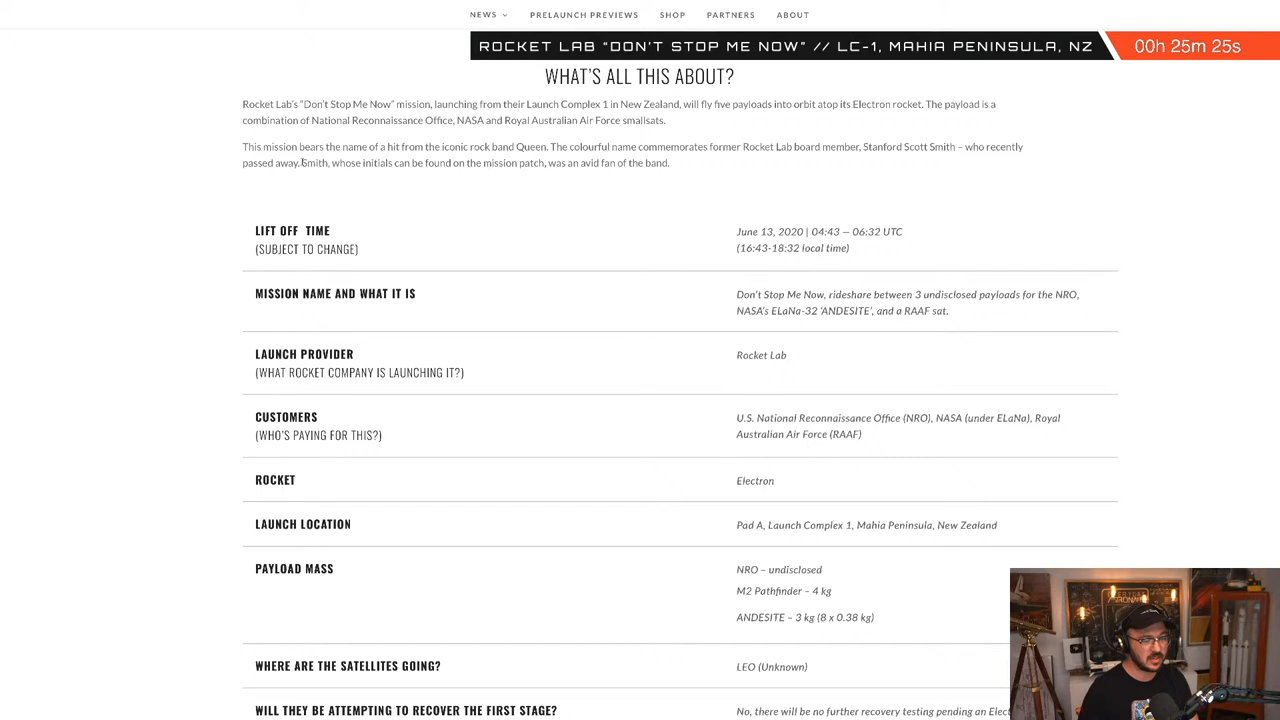 NEWS PRELAUNCH PREVIEWS SHOP PARTNERS ABOUT
ROCKET LAB "DON'T STOP ME NOW" // LC-1, MAHIA PENINSULA, NZ 00h 25m 25s
WHAT'S ALL THIS ABOUT?
Rocket Lab's "Don't Stop Me Now" mission, launching from their Launch Complex 1 in New Zealand, will fly five payloads into orbit atop its Electron rocket. The payload is a
combination of National Reconnaissance Office, NASA and Royal Australian Air Force smallsats.
This mission bears the name of a hit from the iconic rock band Queen. The colourful name commemorates former Rocket Lab board member, Stanford Scott Smith – who recently
passed away. Smith, whose initials can be found on the mission patch, was an avid fan of the band.
LIFT OFF TIME
(SUBJECT TO CHANGE)
June 13, 2020 | 04:43 — 06:32 UTC
(16:43-18:32 local time)
MISSION NAME AND WHAT IT IS
Don't Stop Me Now, rideshare between 3 undisclosed payloads for the NRO,
NASA's ELaNa-32 'ANDESITE', and a RAAF sat.
LAUNCH PROVIDER
(WHAT ROCKET COMPANY IS LAUNCHING IT?)
Rocket Lab
CUSTOMERS
(WHO'S PAYING FOR THIS?)
U.S. National Reconnaissance Office (NRO), NASA (under ELaNa), Royal
Australian Air Force (RAAF)
ROCKET
Electron
LAUNCH LOCATION
Pad A, Launch Complex 1, Mahia Peninsula, New Zealand
PAYLOAD MASS
NRO – undisclosed
M2 Pathfinder – 4 kg
ANDESITE – 3 kg (8 x 0.38 kg)
WHERE ARE THE SATELLITES GOING?
LEO (Unknown)
WILL THEY BE ATTEMPTING TO RECOVER THE FIRST STAGE?
No, there will be no further recovery testing pending an Elect